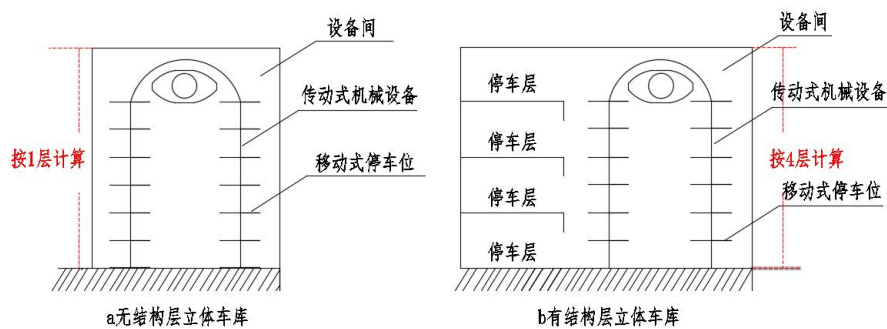 设备间
传动式机械设备
按1层计算
移动式停车位
a无结构层立体车库
设备间
停车层
传动式机械设备
停车层
按4层计算
停车层
移动式停车位
停车层
b有结构层立体车库